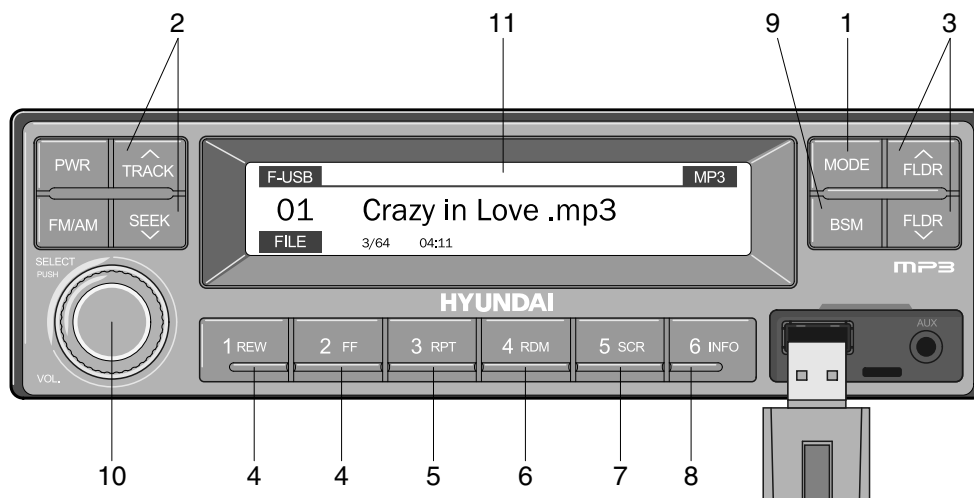 2 11 9 1 3
PWR TRACK
F-USB MP3
MODE FLDR
01 Crazy in Love .mp3
FM/AM SEEK
BSM FLDR
FILE 3/64 04:11
SELECT
PUSH
MP3
HYUNDAI
AUX
1 REW 2 FF 3 RPT 4 RDM 5 SCR 6 INFO
VOL.
10 4 4 5 6 7 8